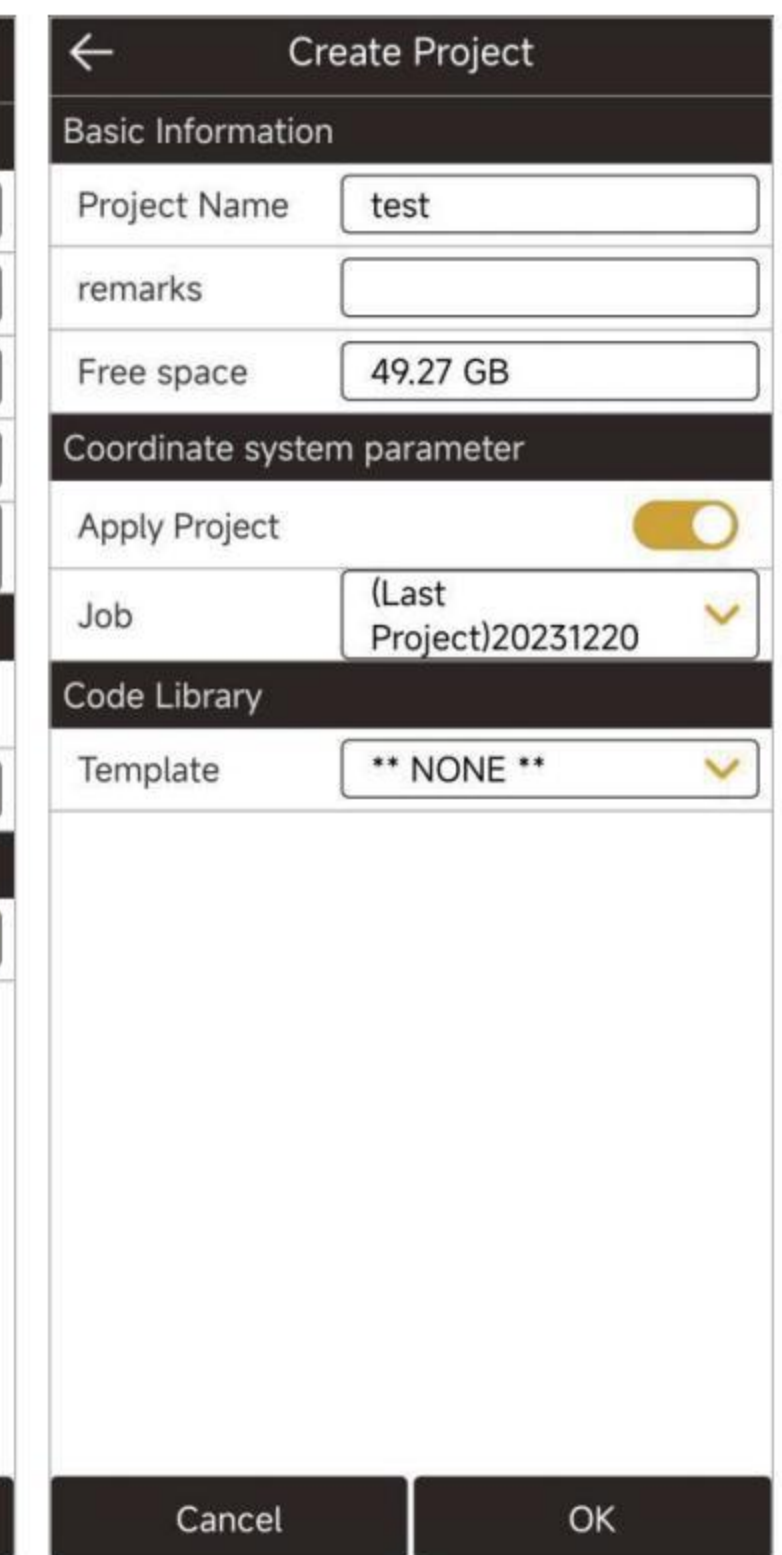 Create Project
Basic Information
Project Name test
remarks
Free space 49.27 GB
Coordinate system parameter
Apply Project
Job (Last
Project)20231220
Code Library
Template ** NONE **
Cancel OK